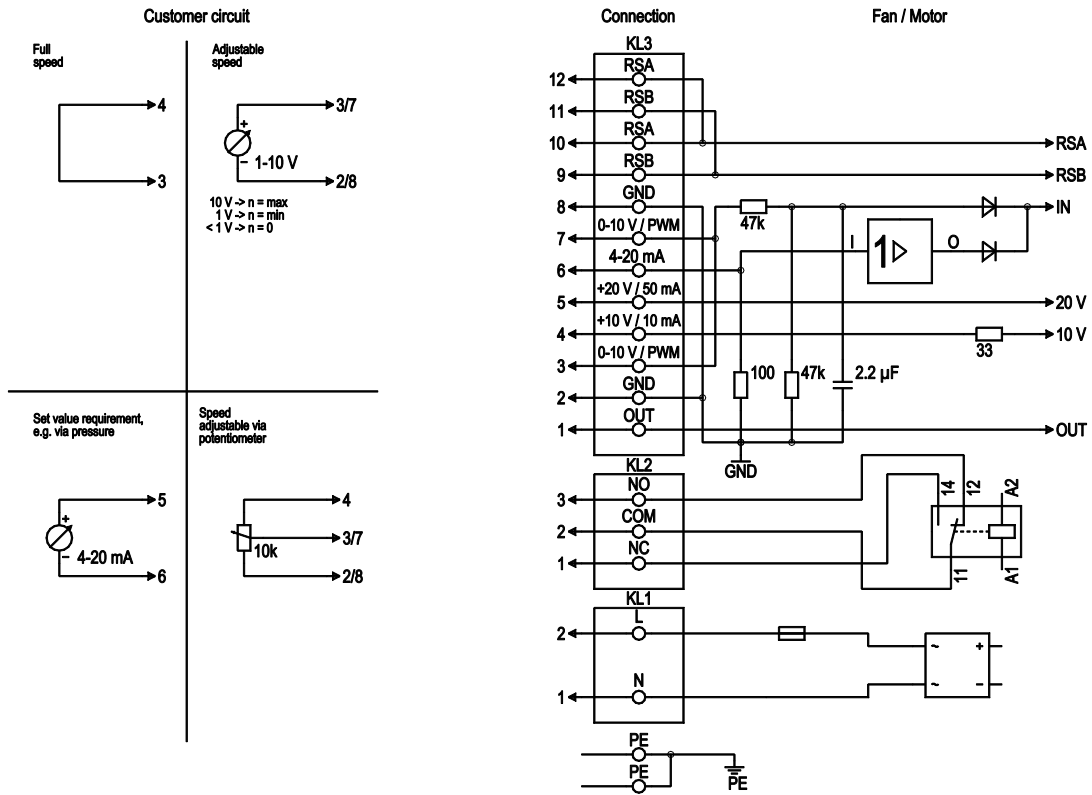 Customer circuit
Connection
Fan / Motor
Full
speed
4
3
Adjustable
speed
3/7
+
1-10 V
–
2/8
10 V -> n = max
1 V -> n = min
< 1 V -> n = 0
Set value requirement,
e.g. via pressure
5
+
4-20 mA
–
6
Speed
adjustable via
potentiometer
4
3/7
10k
2/8
KL3
12 RSA
11 RSB
10 RSA RSA
9 RSB RSB
8 GND IN
47k
7 0-10 V / PWM
I 1 O
6 4-20 mA
5 +20 V / 50 mA 20 V
4 +10 V / 10 mA 10 V
33
3 0-10 V / PWM
100 47k 2.2 µF
2 GND
1 OUT OUT
GND
KL2
3 NO
2 COM
1 NC
14 12 A2
11 A1
KL1
2 L
~ +
~ –
1 N
PE
PE
PE